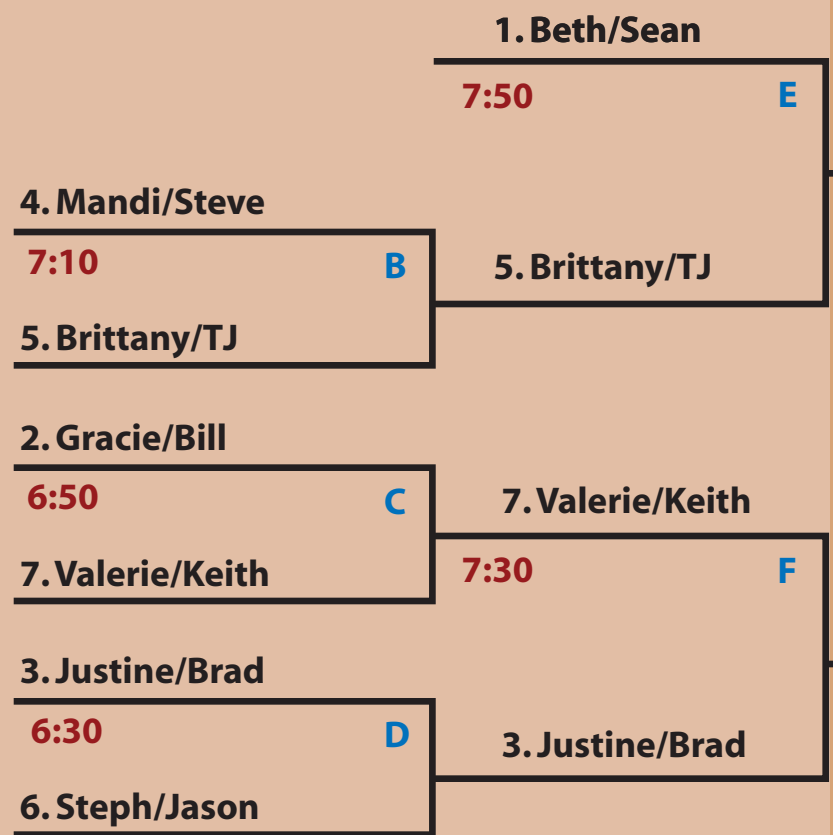 1. Beth/Sean
7:50 E
4. Mandi/Steve
7:10 B
5. Brittany/TJ
5. Brittany/TJ
2. Gracie/Bill
6:50 C
7. Valerie/Keith
7. Valerie/Keith
7:30 F
3. Justine/Brad
6:30 D
3. Justine/Brad
6. Steph/Jason